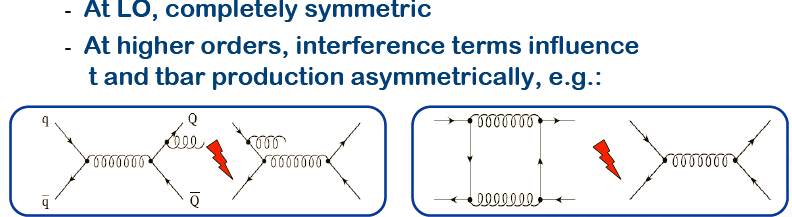 - At LO, completely symmetric
- At higher orders, interference terms influence
t and tbar production asymmetrically, e.g.:
q Q
q̅ Q̅